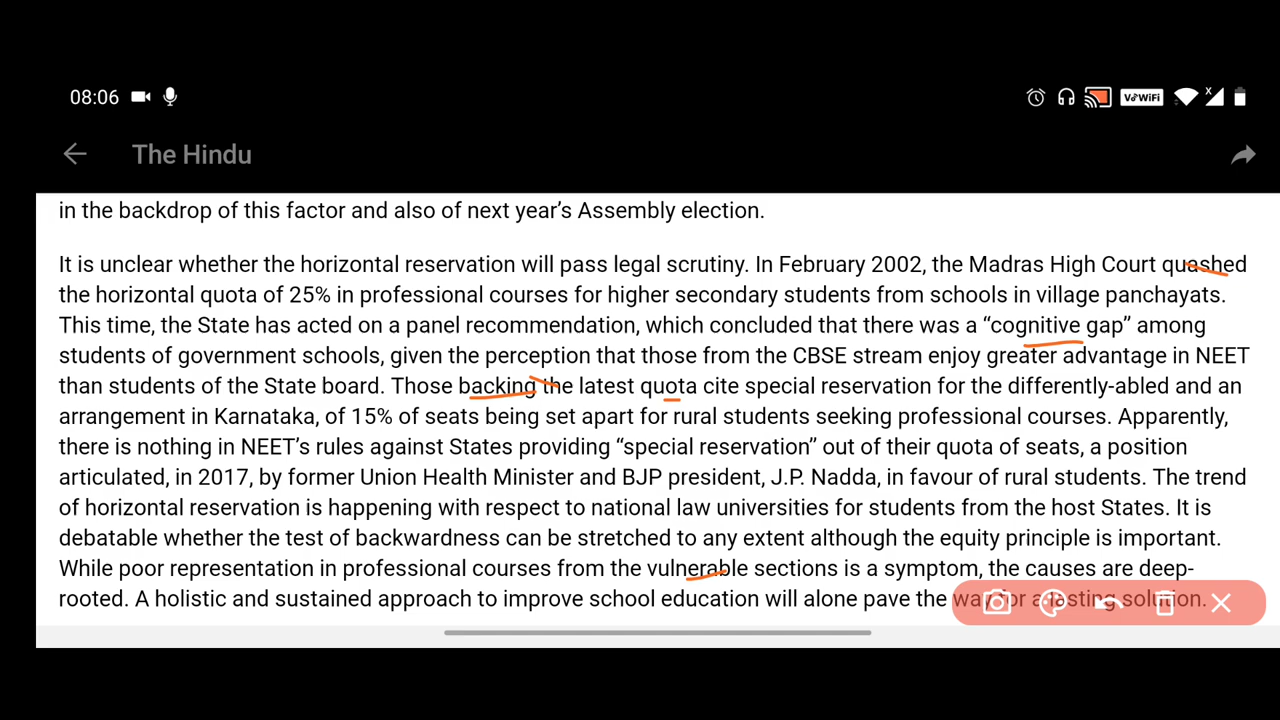 08:06
VoWiFi
The Hindu
in the backdrop of this factor and also of next year's Assembly election.
It is unclear whether the horizontal reservation will pass legal scrutiny. In February 2002, the Madras High Court quashed
the horizontal quota of 25% in professional courses for higher secondary students from schools in village panchayats.
This time, the State has acted on a panel recommendation, which concluded that there was a “cognitive gap” among
students of government schools, given the perception that those from the CBSE stream enjoy greater advantage in NEET
than students of the State board. Those backing the latest quota cite special reservation for the differently-abled and an
arrangement in Karnataka, of 15% of seats being set apart for rural students seeking professional courses. Apparently,
there is nothing in NEET’s rules against States providing “special reservation” out of their quota of seats, a position
articulated, in 2017, by former Union Health Minister and BJP president, J.P. Nadda, in favour of rural students. The trend
of horizontal reservation is happening with respect to national law universities for students from the host States. It is
debatable whether the test of backwardness can be stretched to any extent although the equity principle is important.
While poor representation in professional courses from the vulnerable sections is a symptom, the causes are deep-
rooted. A holistic and sustained approach to improve school education will alone pave the way for a lasting solution.